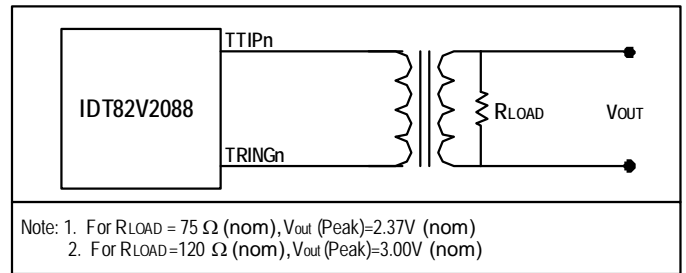 TTIPn
IDT82V2088
RLOAD
VOUT
TRINGn
Note: 1. For RLOAD = 75 Ω (nom), Vout (Peak)=2.37V (nom)
2. For RLOAD=120 Ω (nom), Vout (Peak)=3.00V (nom)